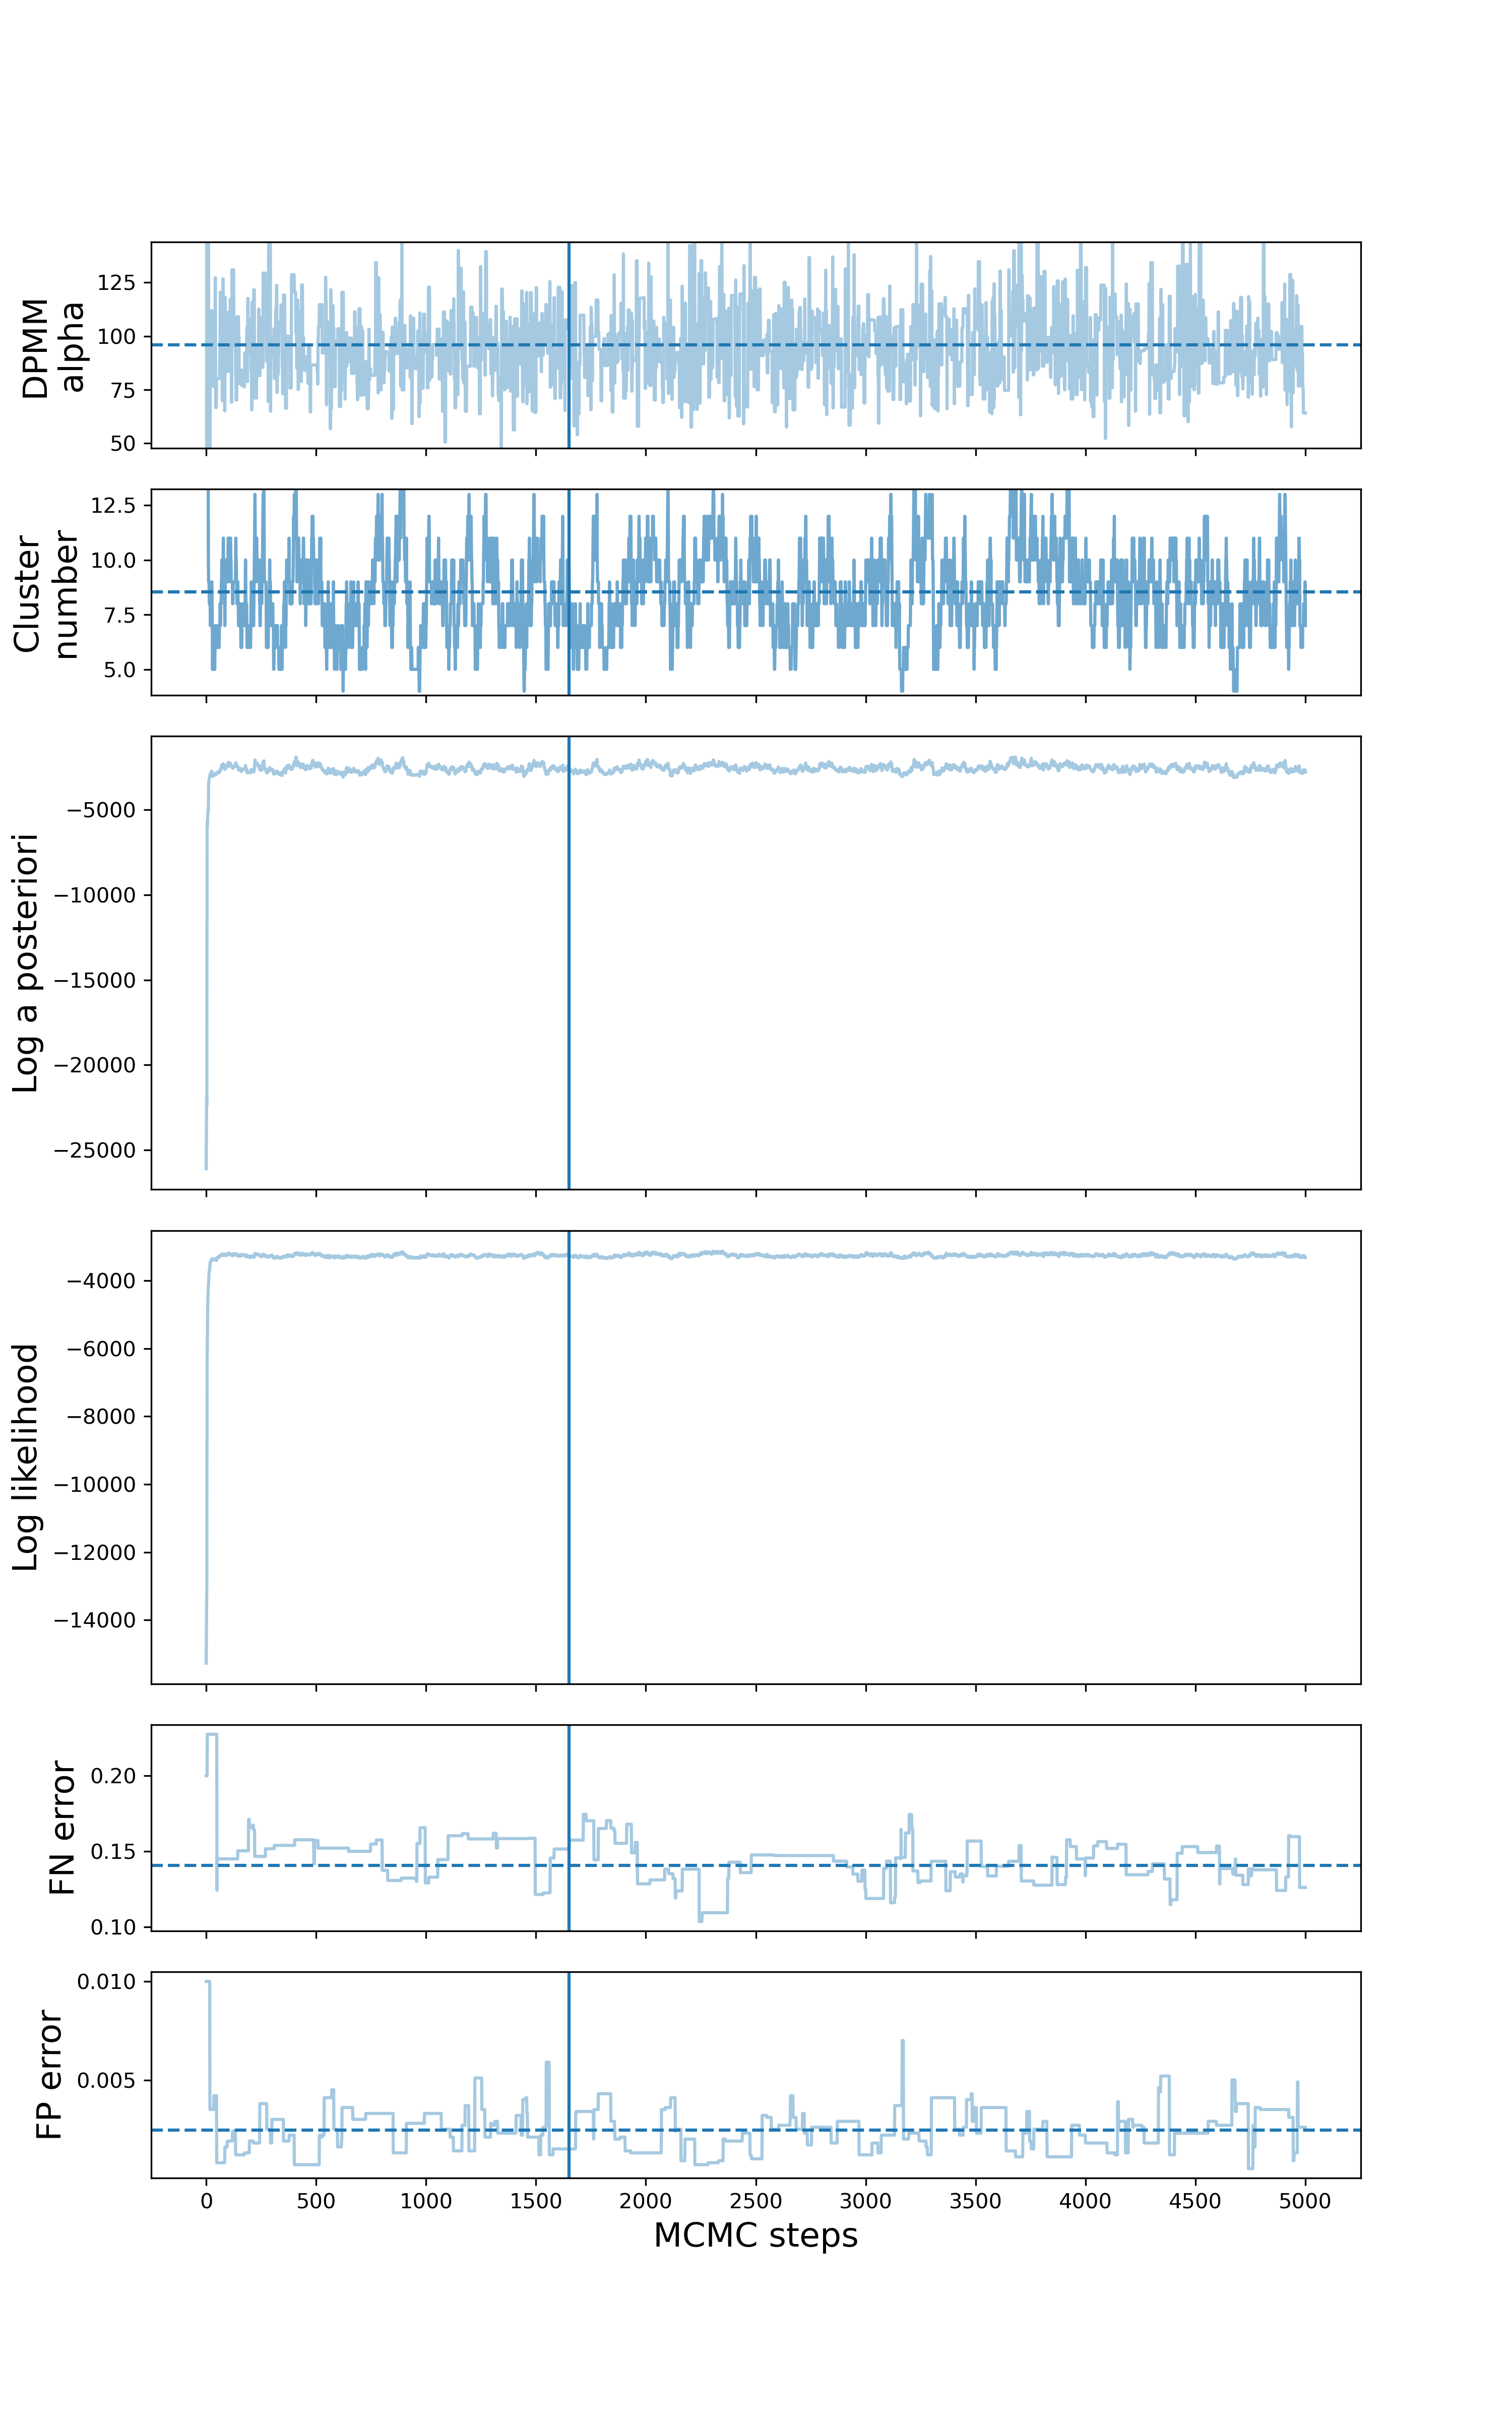 DPMM
alpha
125
100
75
50
Cluster
number
12.5
10.0
7.5
5.0
Log a posteriori
−5000
−10000
−15000
−20000
−25000
Log likelihood
−4000
−6000
−8000
−10000
−12000
−14000
FN error
0.20
0.15
0.10
FP error
0.010
0.005
0 500 1000 1500 2000 2500 3000 3500 4000 4500 5000
MCMC steps